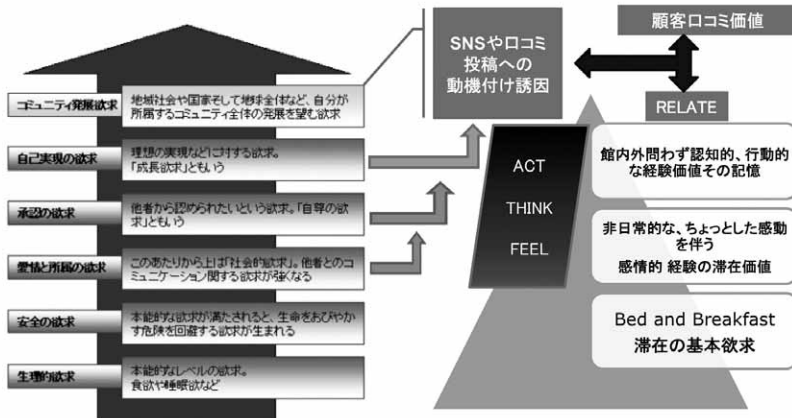 コミュニティ発展欲求
地域社会や国家そして地球全体など、自分が
所属するコミュニティ全体の発展を望む欲求
自己実現の欲求
理想の実現などに対する欲求。
「成長欲求」ともいう
承認の欲求
他者から認められたいという欲求。「自尊の欲
求」ともいう
愛情と所属の欲求
このあたりから上は「社会的欲求」。他者とのコ
ミュニケーション関する欲求が強くなる
安全の欲求
本能的な欲求が満たされると、生命をおびやか
す危険を回避する欲求が生まれる
生理的欲求
本能的なレベルの欲求。
食欲や睡眠欲など
SNSや口コミ
投稿への
動機付け誘因
顧客口コミ価値
RELATE
ACT
THINK
FEEL
館内外問わず認知的、行動的
な経験価値その記憶
非日常的な、ちょっとした感動
を伴う
感情的 経験の滞在価値
Bed and Breakfast
滞在の基本欲求